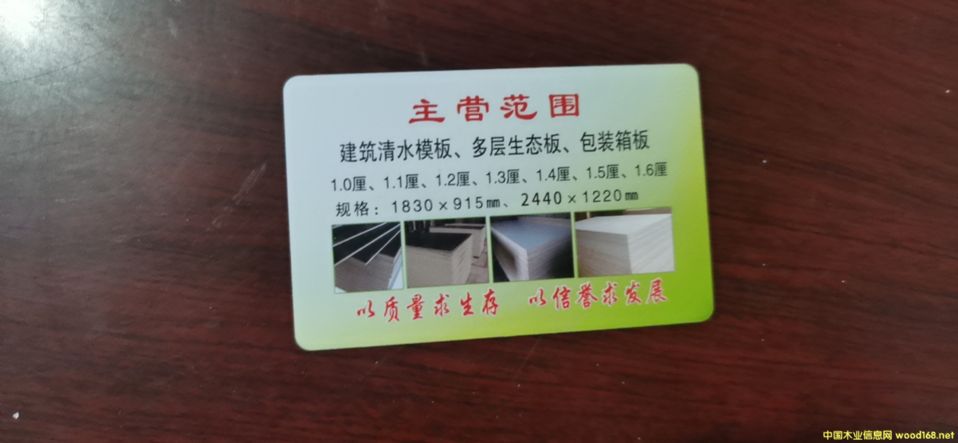 主营范围
建筑清水模板、多层生态板、包装箱板
1.0厘、1.1厘、1.2厘、1.3厘、1.4厘、1.5厘、1.6厘
规格：1830×915㎜、2440×1220㎜
以质量求生存 以信誉求发展
中国木业信息网 wood168.net